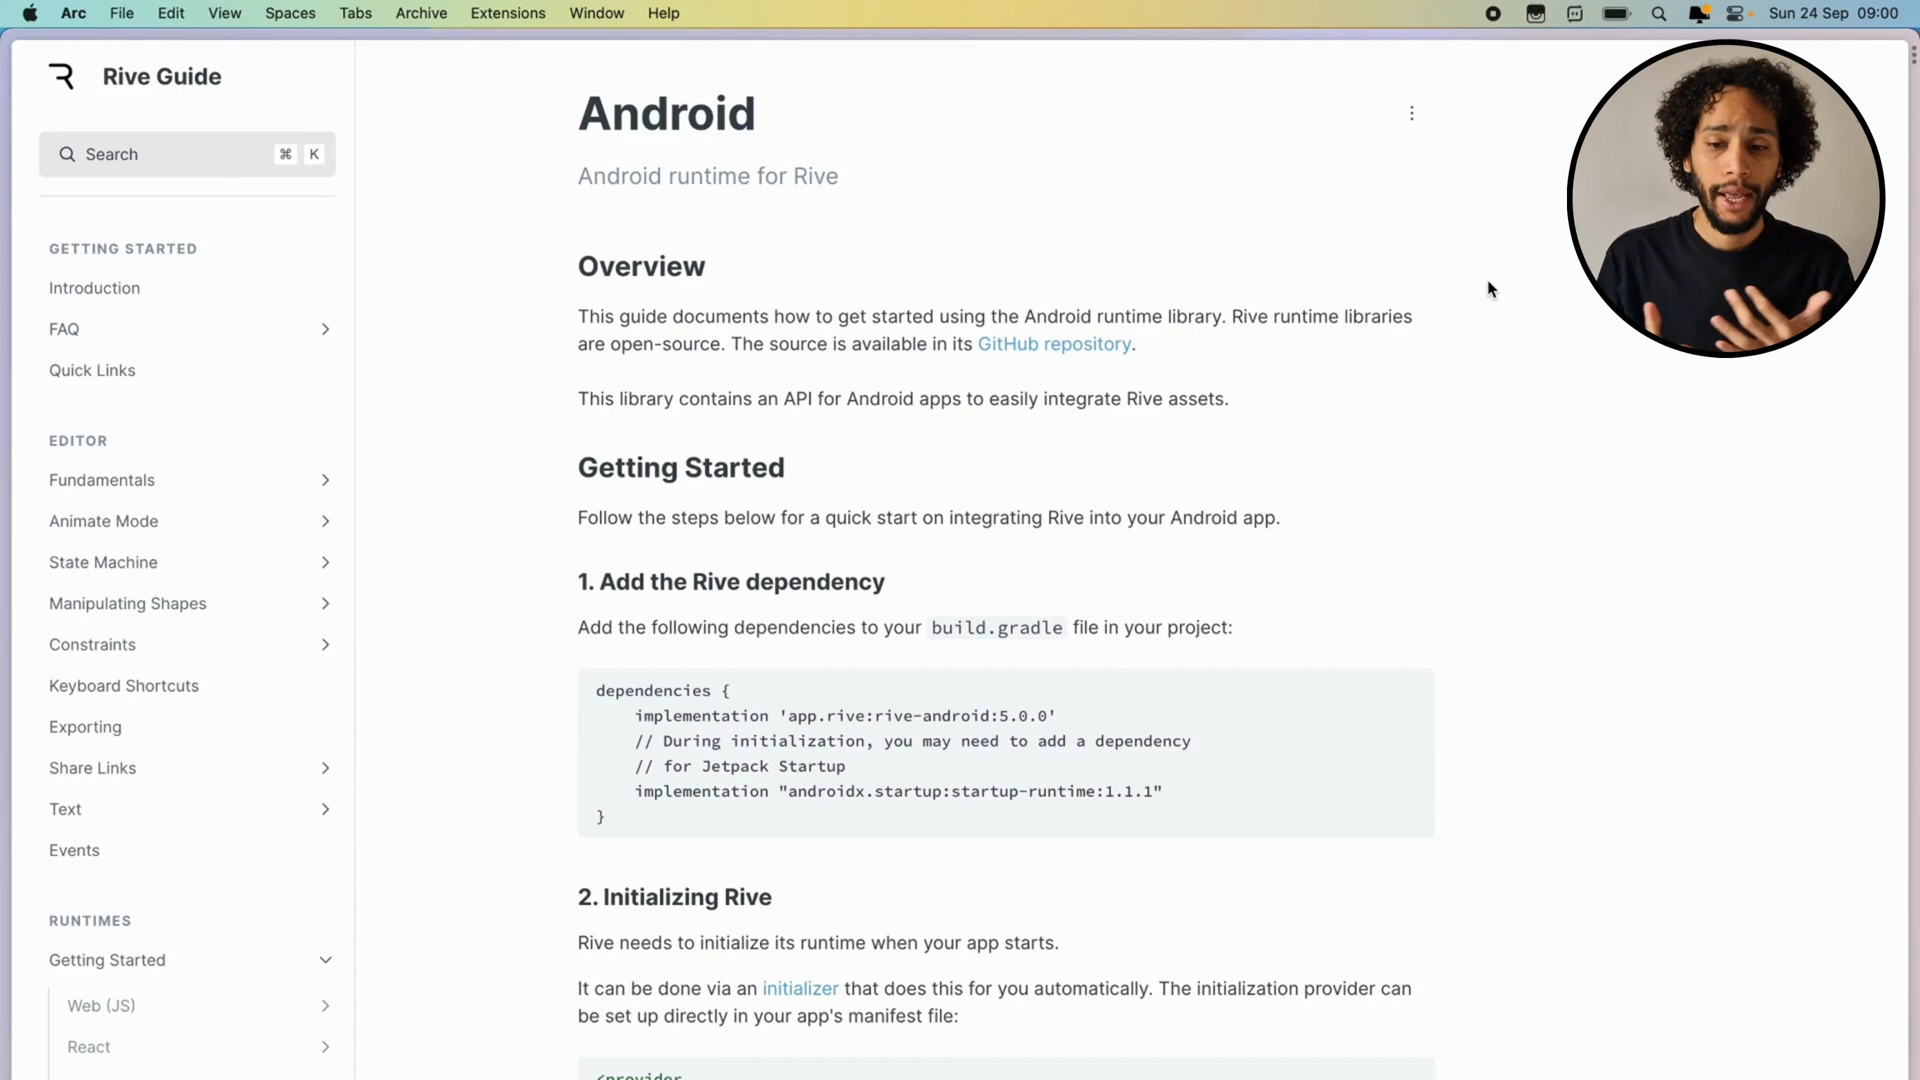 Arc File Edit View Spaces Tabs Archive Extensions Window Help Sun 24 Sep 09:00
Rive Guide
Search ⌘ K
GETTING STARTED
Introduction
FAQ
Quick Links
EDITOR
Fundamentals
Animate Mode
State Machine
Manipulating Shapes
Constraints
Keyboard Shortcuts
Exporting
Share Links
Text
Events
RUNTIMES
Getting Started
Web (JS)
React
Android
Android runtime for Rive
Overview
This guide documents how to get started using the Android runtime library. Rive runtime libraries
are open-source. The source is available in its GitHub repository.
This library contains an API for Android apps to easily integrate Rive assets.
Getting Started
Follow the steps below for a quick start on integrating Rive into your Android app.
1. Add the Rive dependency
Add the following dependencies to your build.gradle file in your project:
dependencies {
    implementation 'app.rive:rive-android:5.0.0'
    // During initialization, you may need to add a dependency
    // for Jetpack Startup
    implementation "androidx.startup:startup-runtime:1.1.1"
}
2. Initializing Rive
Rive needs to initialize its runtime when your app starts.
It can be done via an initializer that does this for you automatically. The initialization provider can
be set up directly in your app's manifest file:
<provider